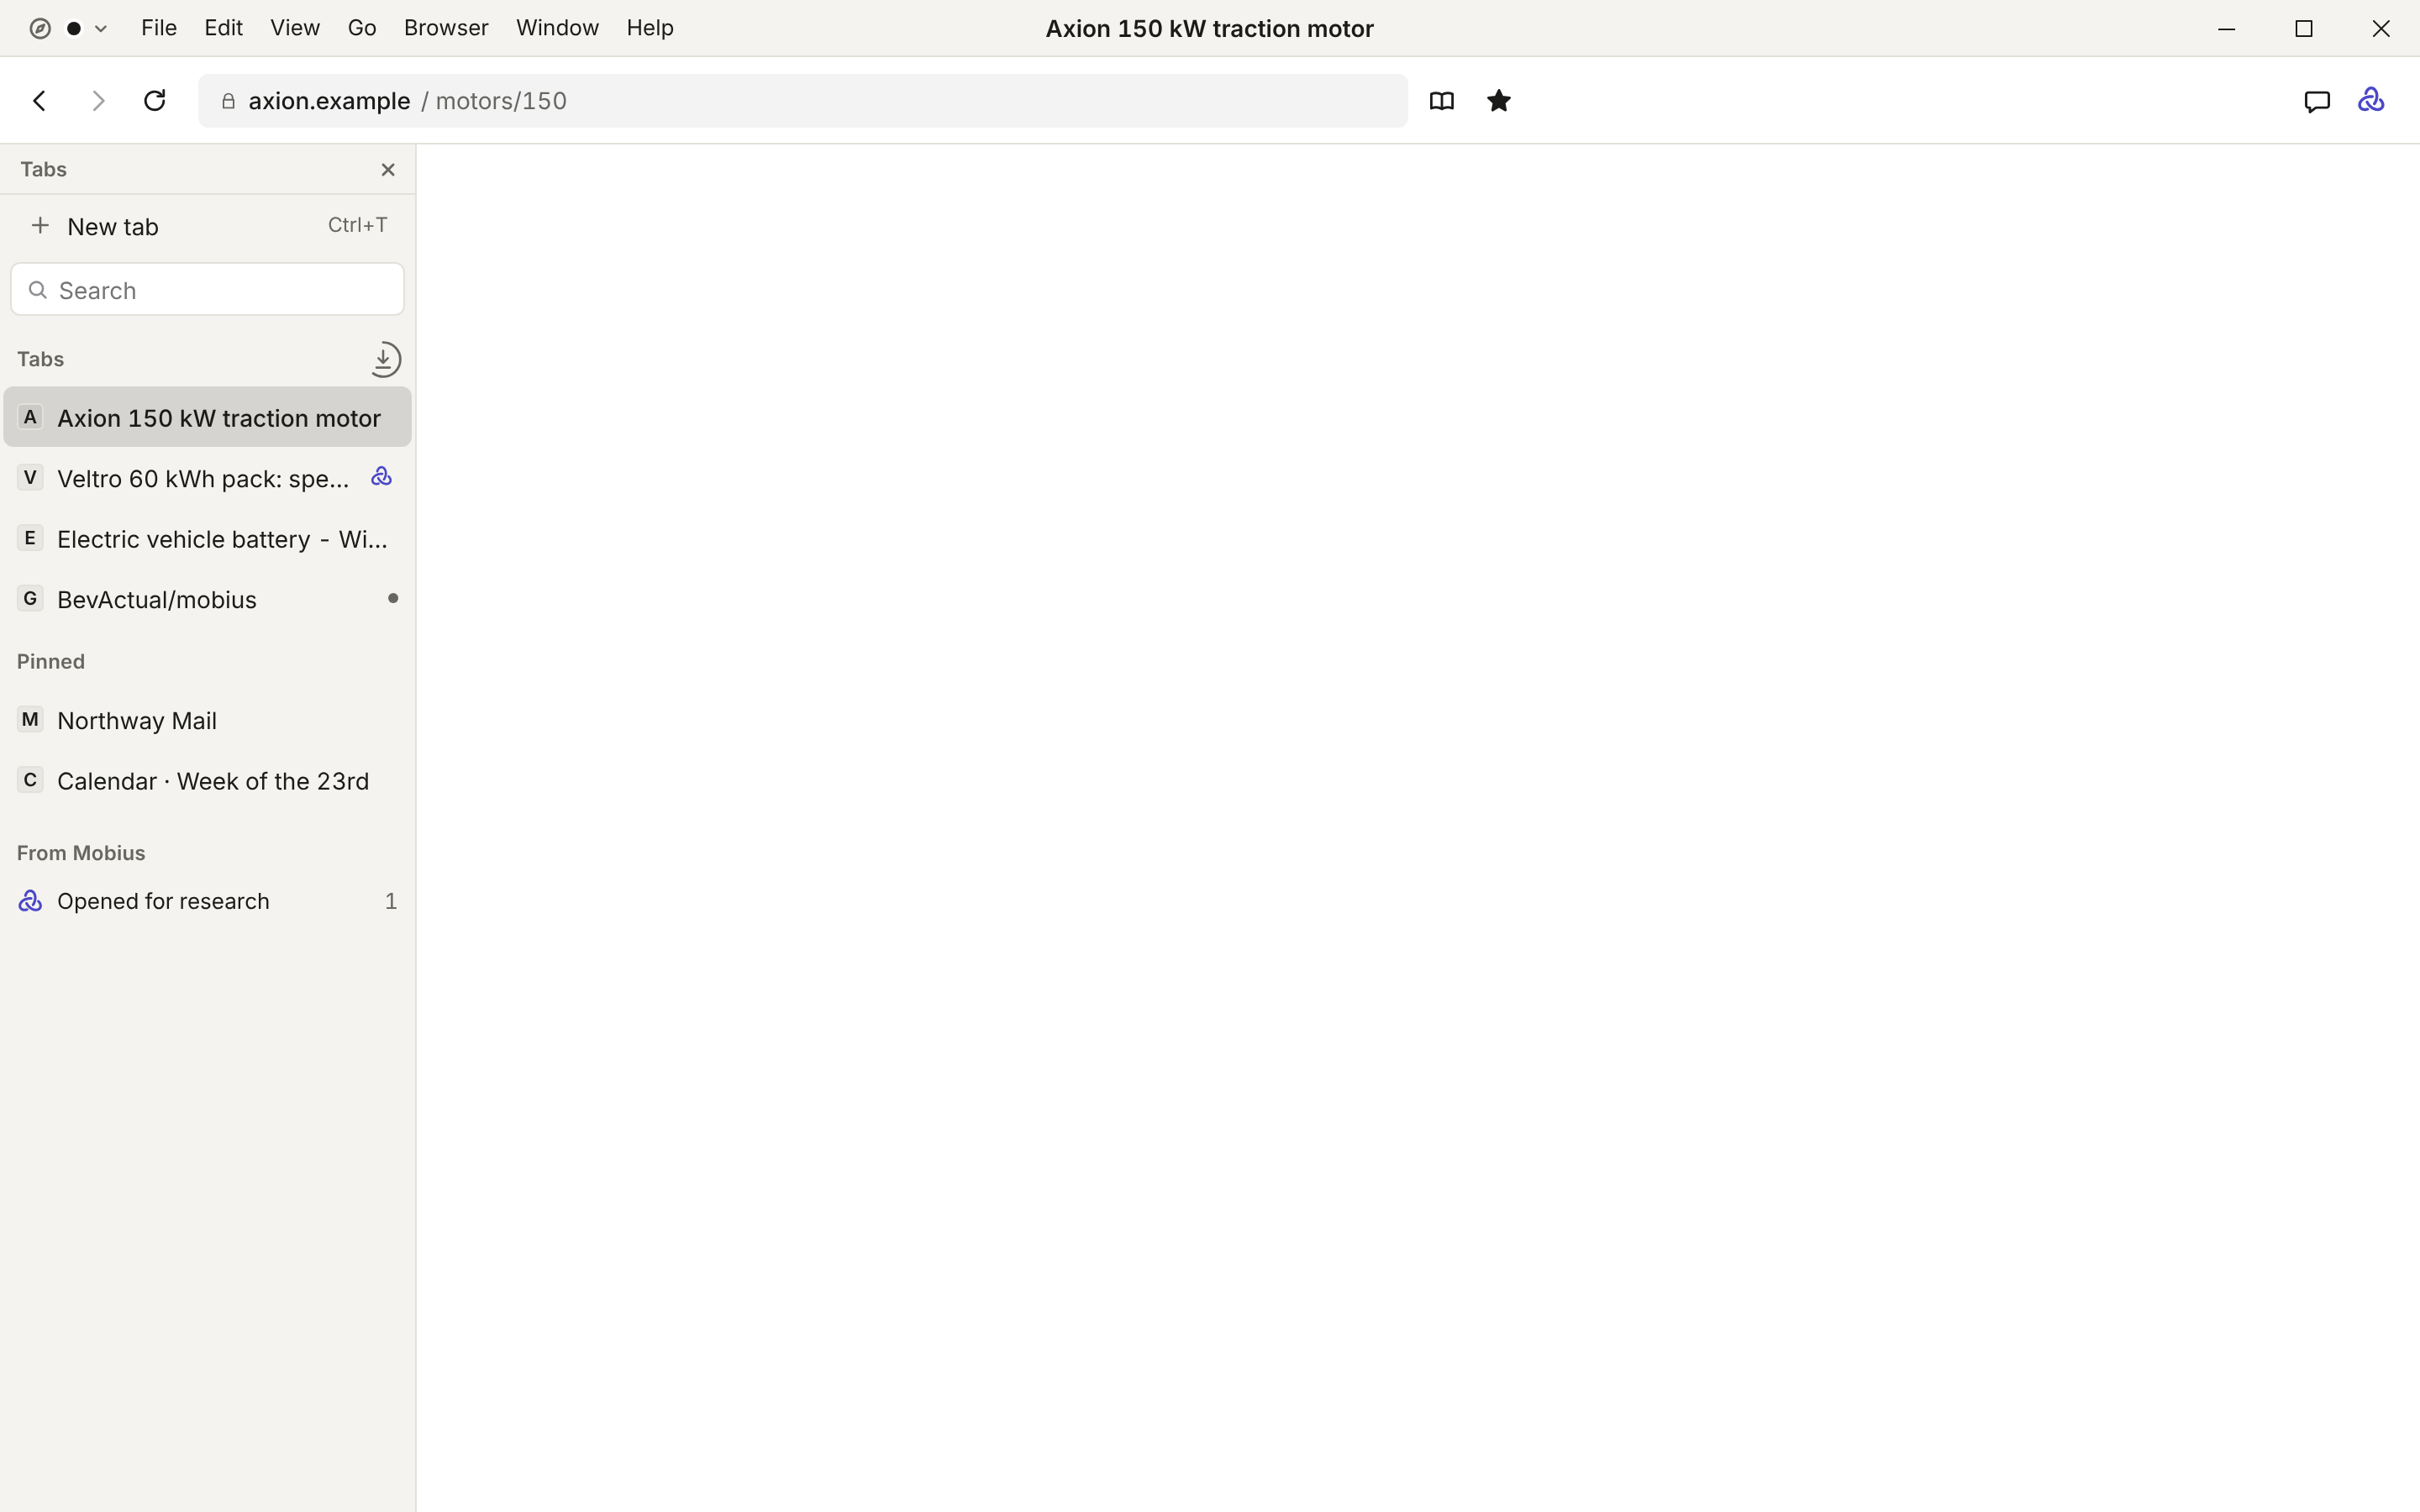 File Edit View Go Browser Window Help
Axion 150 kW traction motor
axion.example / motors/150
Tabs
New tab Ctrl+T
Search
Tabs
A Axion 150 kW traction motor
V Veltro 60 kWh pack: spe...
E Electric vehicle battery - Wi...
G BevActual/mobius
Pinned
M Northway Mail
C Calendar · Week of the 23rd
From Mobius
Opened for research 1